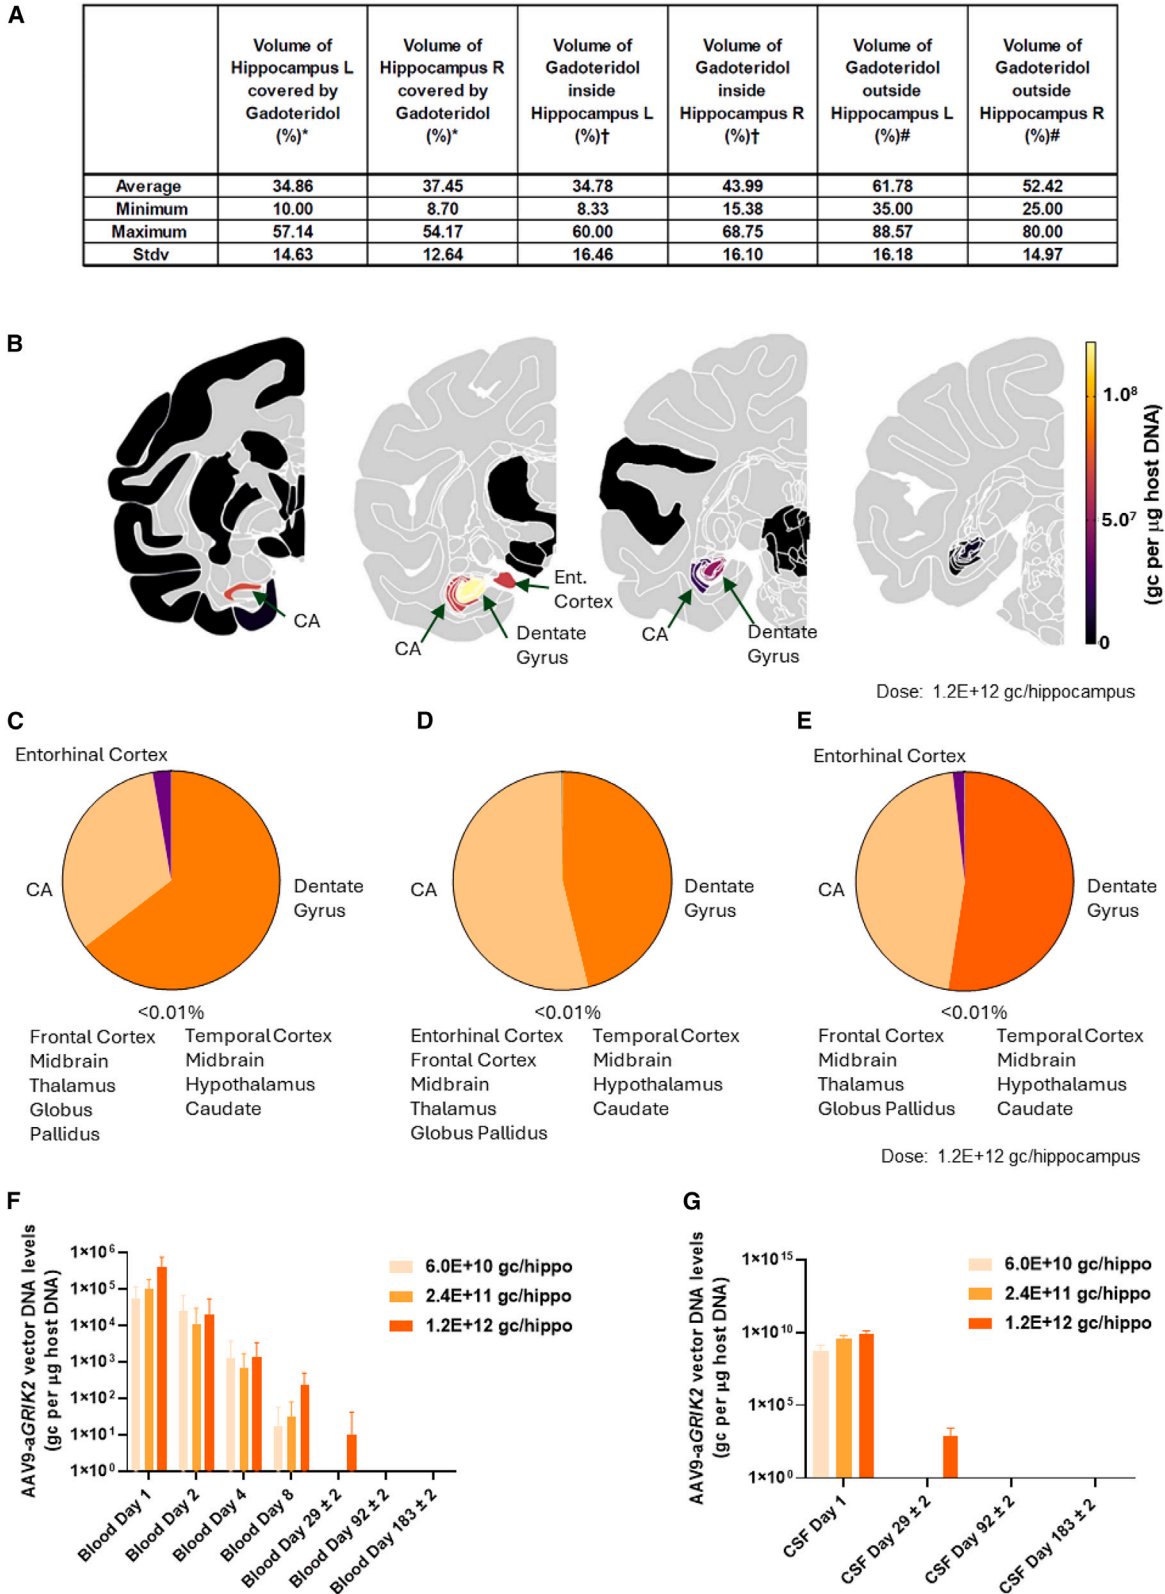 A
Volume of Hippocampus L covered by Gadoteridol (%)*
Volume of Hippocampus R covered by Gadoteridol (%)*
Volume of Gadoteridol inside Hippocampus L (%)†
Volume of Gadoteridol inside Hippocampus R (%)†
Volume of Gadoteridol outside Hippocampus L (%)#
Volume of Gadoteridol outside Hippocampus R (%)#
Average 34.86 37.45 34.78 43.99 61.78 52.42
Minimum 10.00 8.70 8.33 15.38 35.00 25.00
Maximum 57.14 54.17 60.00 68.75 88.57 80.00
Stdv 14.63 12.64 16.46 16.10 16.18 14.97
B
CA
CA
Ent.
Cortex
Dentate
Gyrus
CA
Dentate
Gyrus
1.0⁸
5.0⁷
0
(gc per µg host DNA)
Dose: 1.2E+12 gc/hippocampus
C
Entorhinal Cortex
CA
Dentate
Gyrus
<0.01%
Frontal Cortex
Midbrain
Thalamus
Globus
Pallidus
Temporal Cortex
Midbrain
Hypothalamus
Caudate
D
CA
Dentate
Gyrus
<0.01%
Entorhinal Cortex
Frontal Cortex
Midbrain
Thalamus
Globus Pallidus
Temporal Cortex
Midbrain
Hypothalamus
Caudate
E
Entorhinal Cortex
CA
Dentate
Gyrus
<0.01%
Frontal Cortex
Midbrain
Thalamus
Globus Pallidus
Temporal Cortex
Midbrain
Hypothalamus
Caudate
Dose: 1.2E+12 gc/hippocampus
F
AAV9-aGRIK2 vector DNA levels
(gc per µg host DNA)
1×10⁶
1×10⁵
1×10⁴
1×10³
1×10²
1×10¹
1×10⁰
6.0E+10 gc/hippo
2.4E+11 gc/hippo
1.2E+12 gc/hippo
Blood Day 1
Blood Day 2
Blood Day 4
Blood Day 8
Blood Day 29 ± 2
Blood Day 92 ± 2
Blood Day 183 ± 2
G
AAV9-aGRIK2 vector DNA levels
(gc per µg host DNA)
1×10¹⁵
1×10¹⁰
1×10⁵
1×10⁰
6.0E+10 gc/hippo
2.4E+11 gc/hippo
1.2E+12 gc/hippo
CSF Day 1
CSF Day 29 ± 2
CSF Day 92 ± 2
CSF Day 183 ± 2